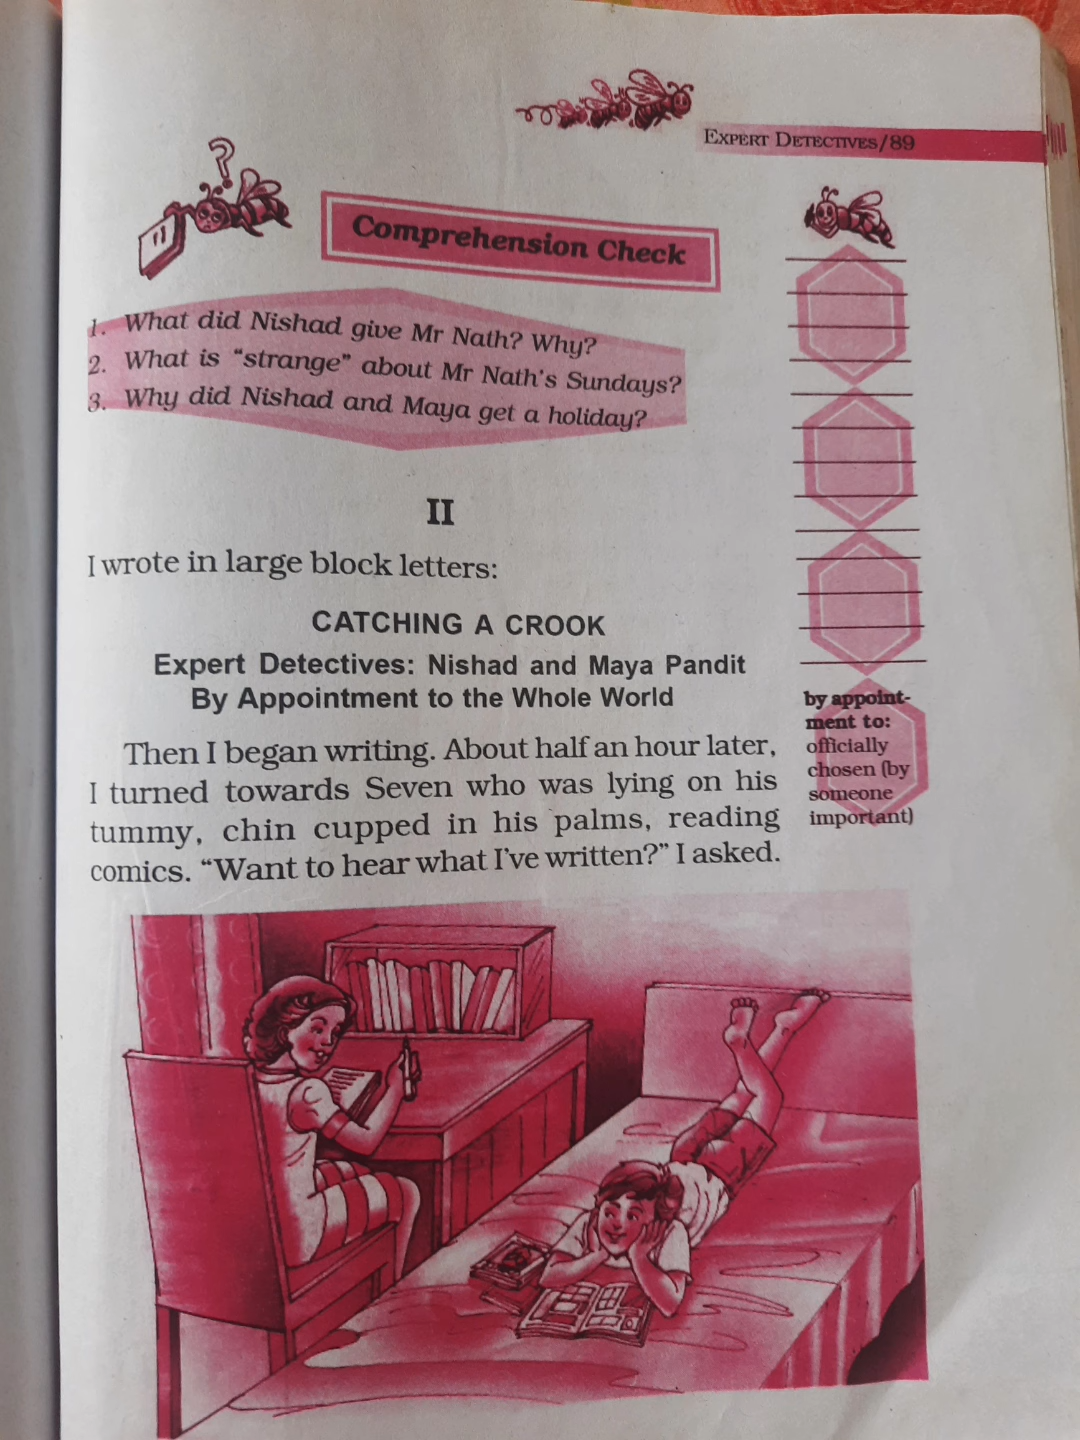 EXPERT DETECTIVES/89
?
Comprehension Check
1. What did Nishad give Mr Nath? Why?
2. What is “strange” about Mr Nath's Sundays?
3. Why did Nishad and Maya get a holiday?
II
I wrote in large block letters:
CATCHING A CROOK
Expert Detectives: Nishad and Maya Pandit
By Appointment to the Whole World
Then I began writing. About half an hour later,
I turned towards Seven who was lying on his
tummy, chin cupped in his palms, reading
comics. “Want to hear what I've written?” I asked.
by appoint-
ment to:
officially
chosen (by
someone
important)